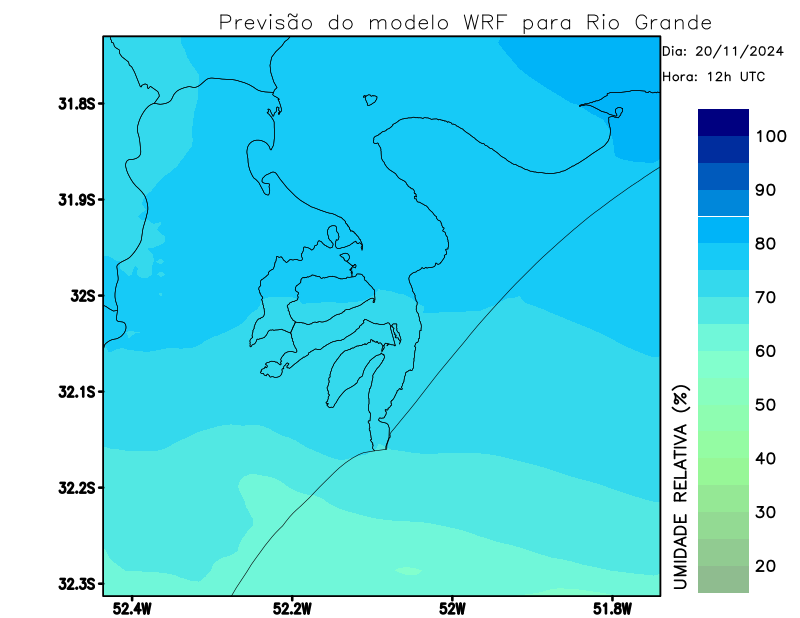 Previsão do modelo WRF para Rio Grande
Dia: 20/11/2024
Hora: 12h UTC
31.8S
31.9S
32S
32.1S
32.2S
32.3S
52.4W
52.2W
52W
51.8W
100
90
80
70
60
50
40
30
20
UMIDADE RELATIVA (%)